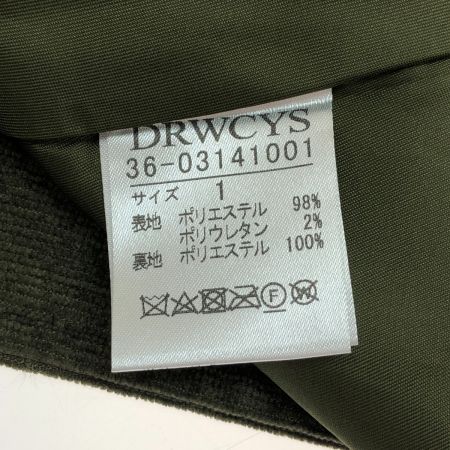 DRWCYS
36-03141001
サイズ 1
表地 ポリエステル 98%
ポリウレタン 2%
裏地 ポリエステル 100%
F W